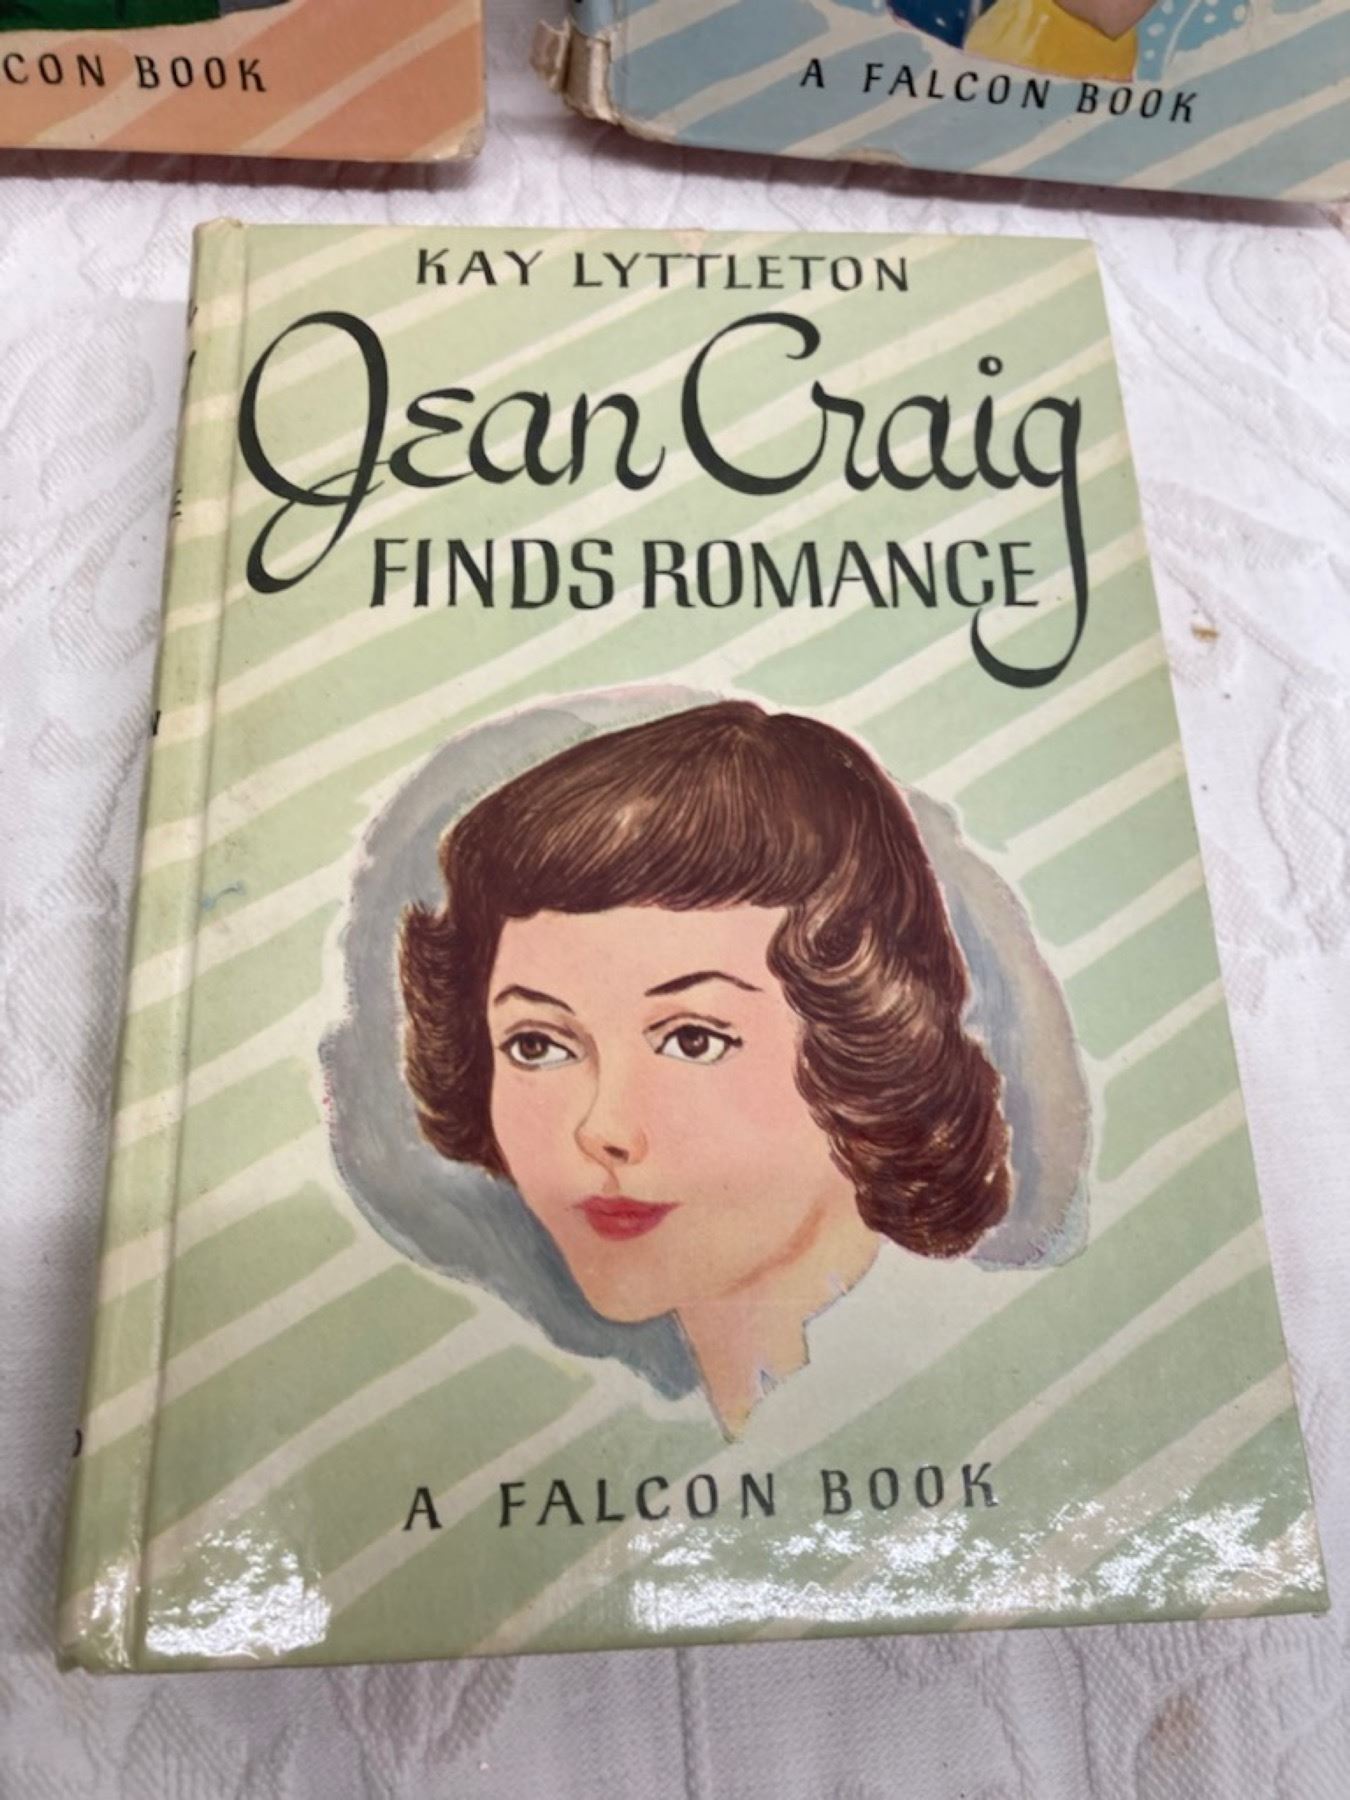 CON BOOK
A FALCON BOOK
KAY LYTTLETON
Jean Craig
FINDS ROMANCE
A FALCON BOOK